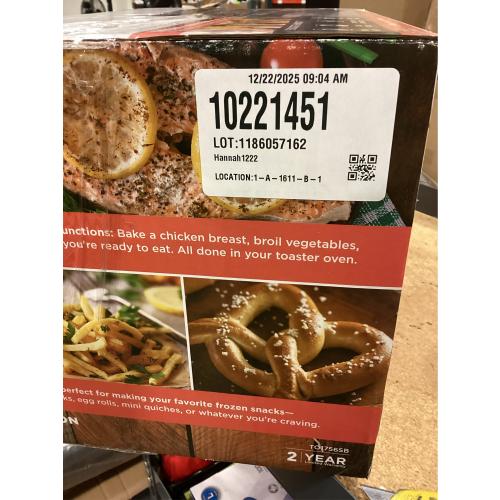 12/22/2025 09:04 AM
10221451
LOT:1186057162
Hannah1222
LOCATION:1-A-1611-B-1
unctions: Bake a chicken breast, broil vegetables,
you're ready to eat. All done in your toaster oven.
perfect for making your favorite frozen snacks—
ks, egg rolls, mini quiches, or whatever you're craving.
ON
TO1756SB
2 YEAR